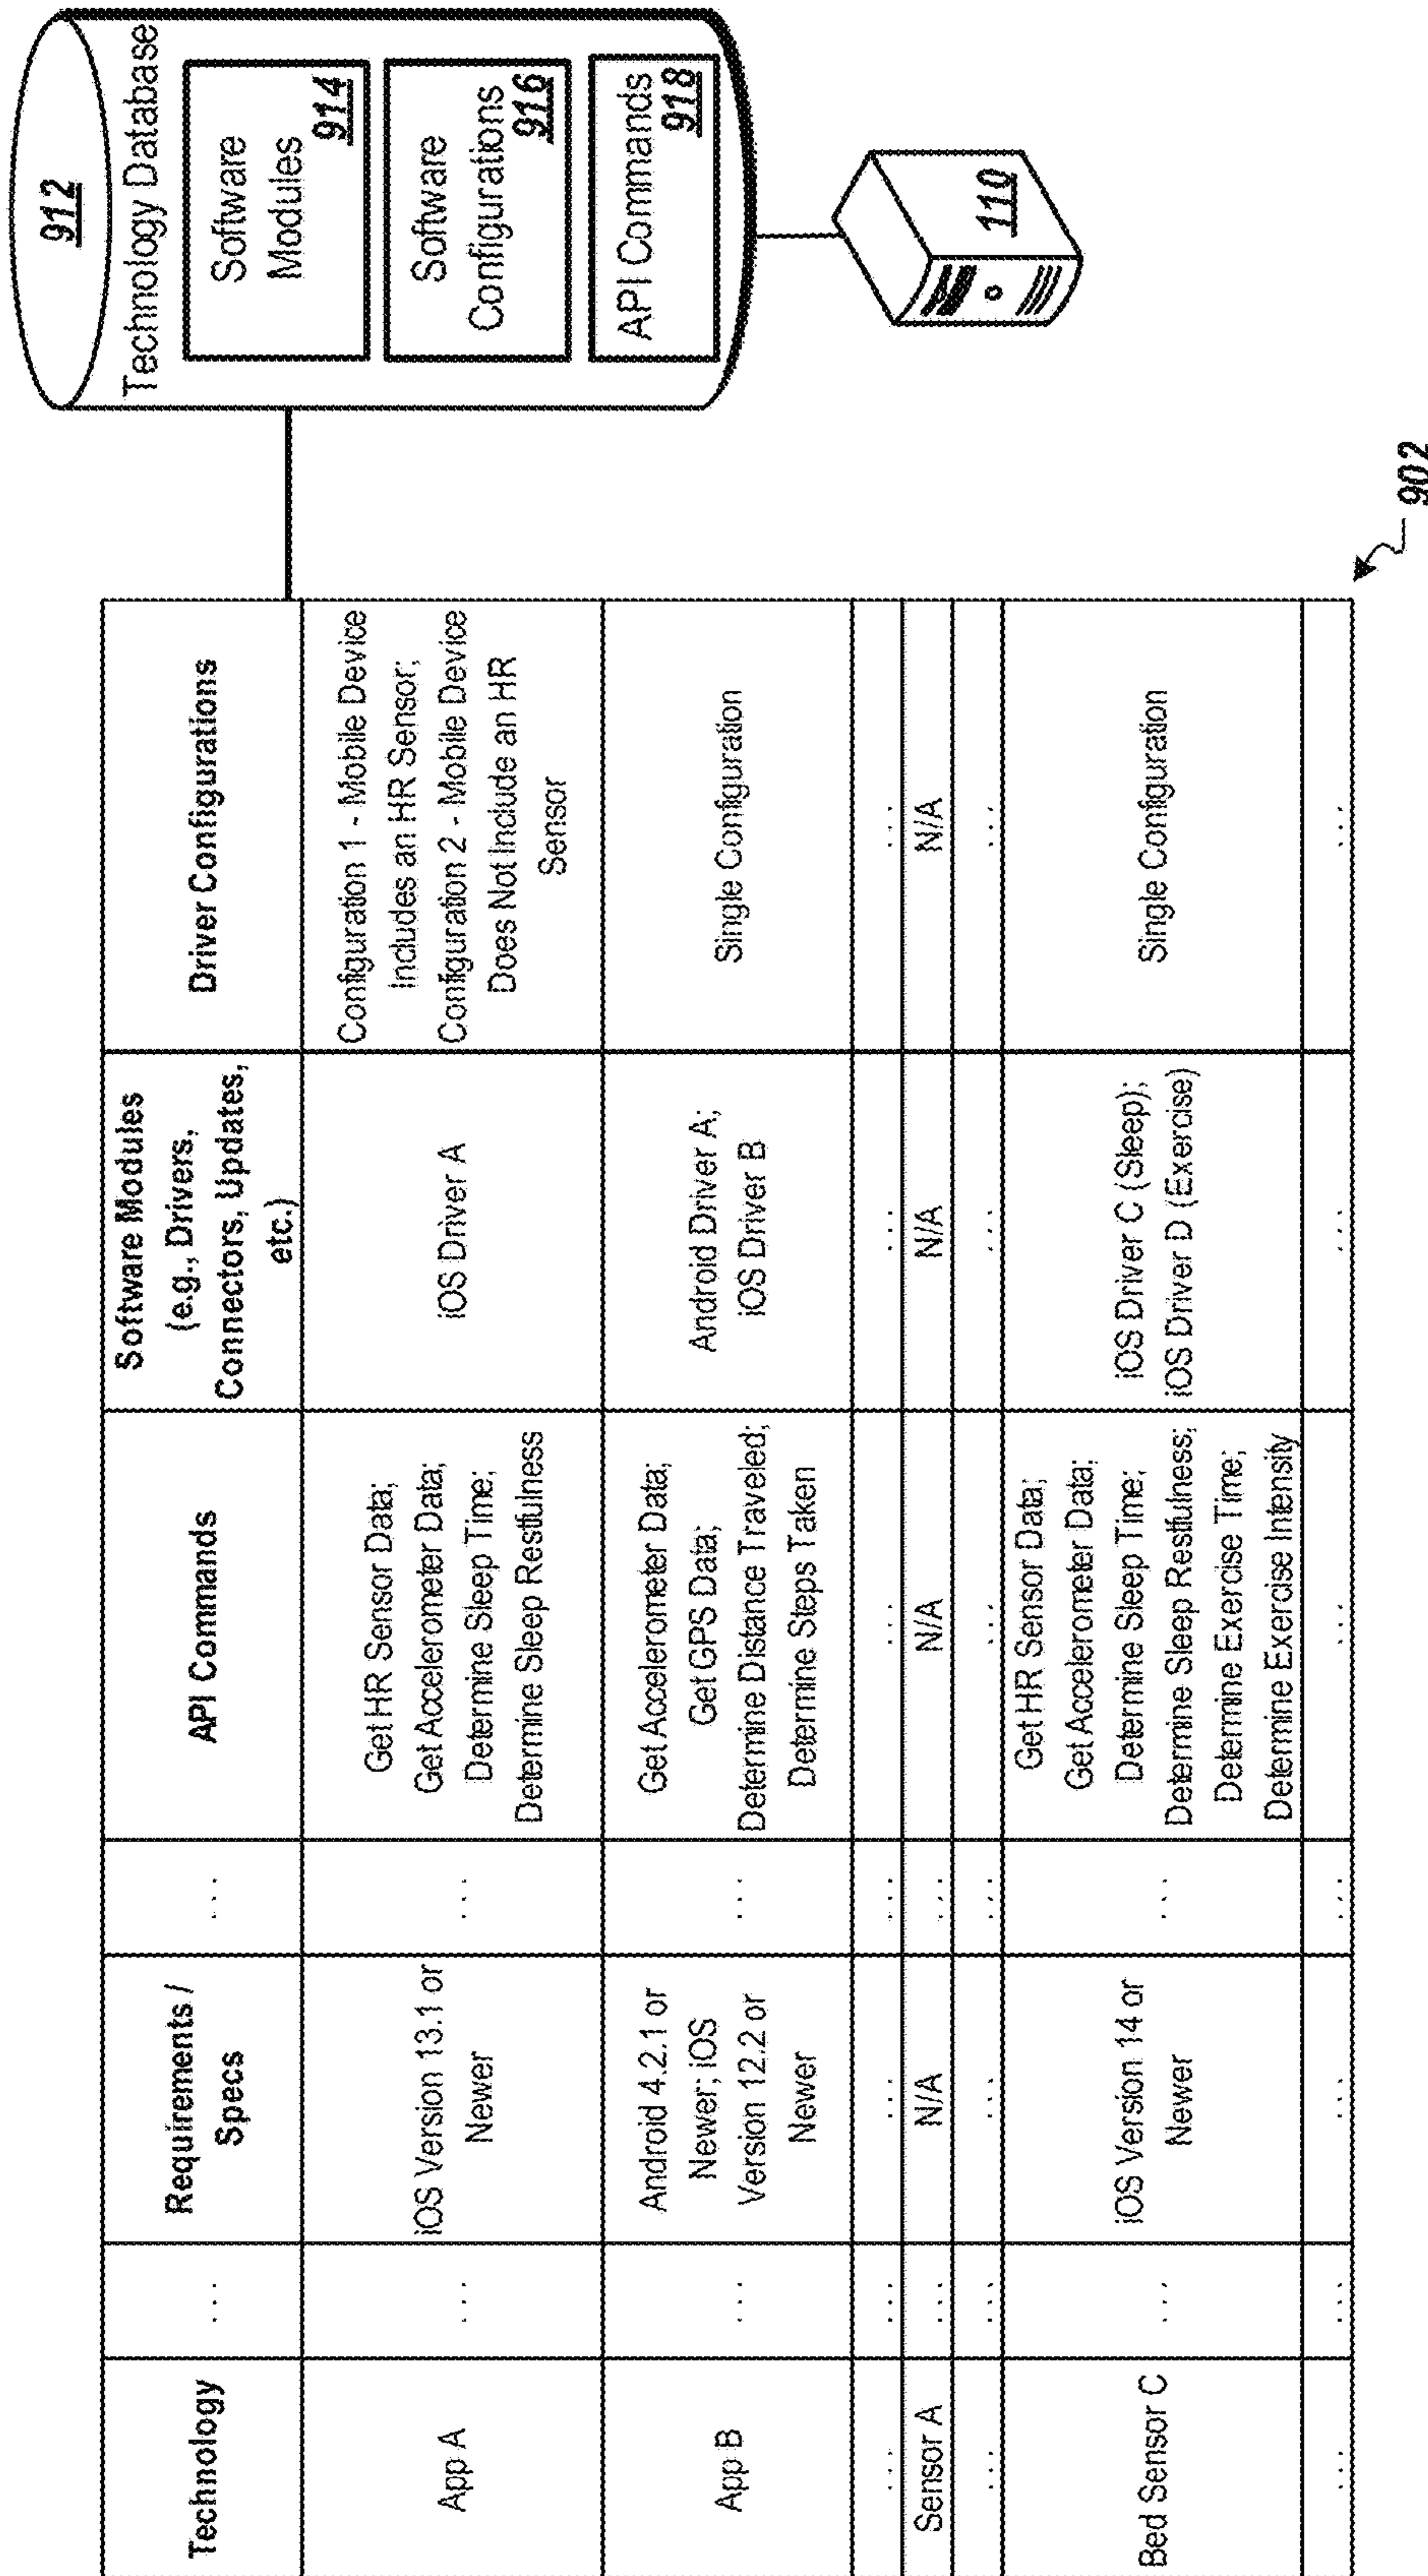 Technology
. . .
Requirements /
Specs
. . .
API Commands
Software Modules
(e.g., Drivers,
Connectors, Updates,
etc.)
Driver Configurations
App A
. . .
iOS Version 13.1 or
Newer
. . .
Get HR Sensor Data;
Get Accelerometer Data;
Determine Sleep Time;
Determine Sleep Restfulness
iOS Driver A
Configuration 1 - Mobile Device
Includes an HR Sensor;
Configuration 2 - Mobile Device
Does Not Include an HR
Sensor
App B
. . .
Android 4.2.1 or
Newer; iOS
Version 12.2 or
Newer
. . .
Get Accelerometer Data;
Get GPS Data;
Determine Distance Traveled;
Determine Steps Taken
Android Driver A;
iOS Driver B
Single Configuration
. . .
. . .
. . .
. . .
. . .
. . .
. . .
Sensor A
. . .
N/A
. . .
N/A
N/A
N/A
. . .
. . .
. . .
. . .
. . .
. . .
. . .
Bed Sensor C
. . .
iOS Version 14 or
Newer
. . .
Get HR Sensor Data;
Get Accelerometer Data;
Determine Sleep Time;
Determine Sleep Restfulness;
Determine Exercise Time;
Determine Exercise Intensity
iOS Driver C (Sleep);
iOS Driver D (Exercise)
Single Configuration
. . .
. . .
. . .
. . .
. . .
. . .
. . .
902
912
Technology Database
Software
Modules
914
Software
Configurations
916
API Commands
918
110